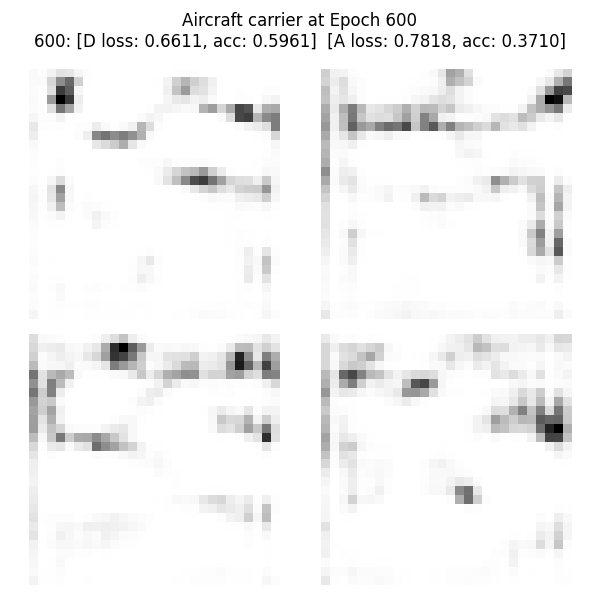 Aircraft carrier at Epoch 600
600: [D loss: 0.6611, acc: 0.5961]  [A loss: 0.7818, acc: 0.3710]